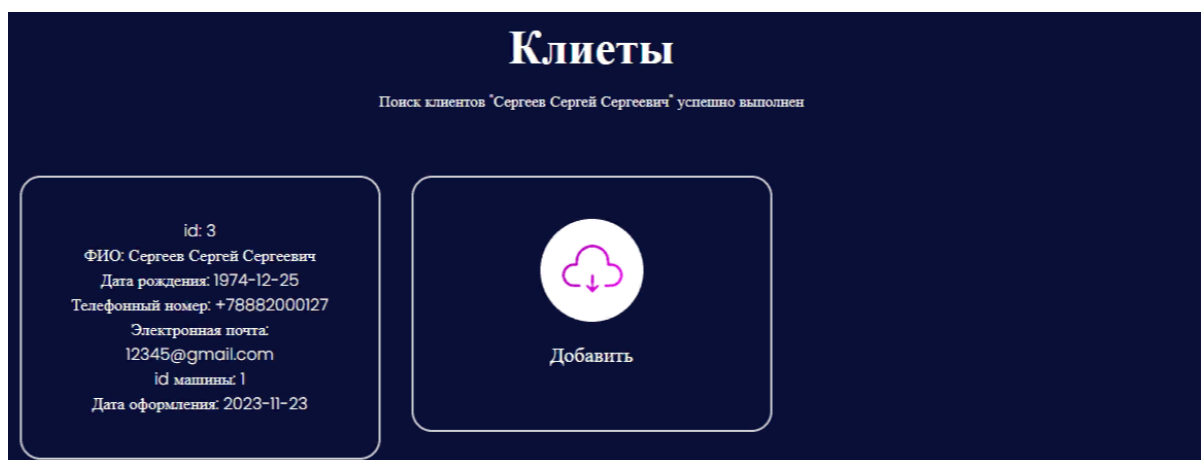 Клиеты
Поиск клиентов "Сергеев Сергей Сергеевич" успешно выполнен
id: 3
ФИО: Сергеев Сергей Сергеевич
Дата рождения: 1974-12-25
Телефонный номер: +78882000127
Электронная почта:
12345@gmail.com
id машины: 1
Дата оформления: 2023-11-23
Добавить